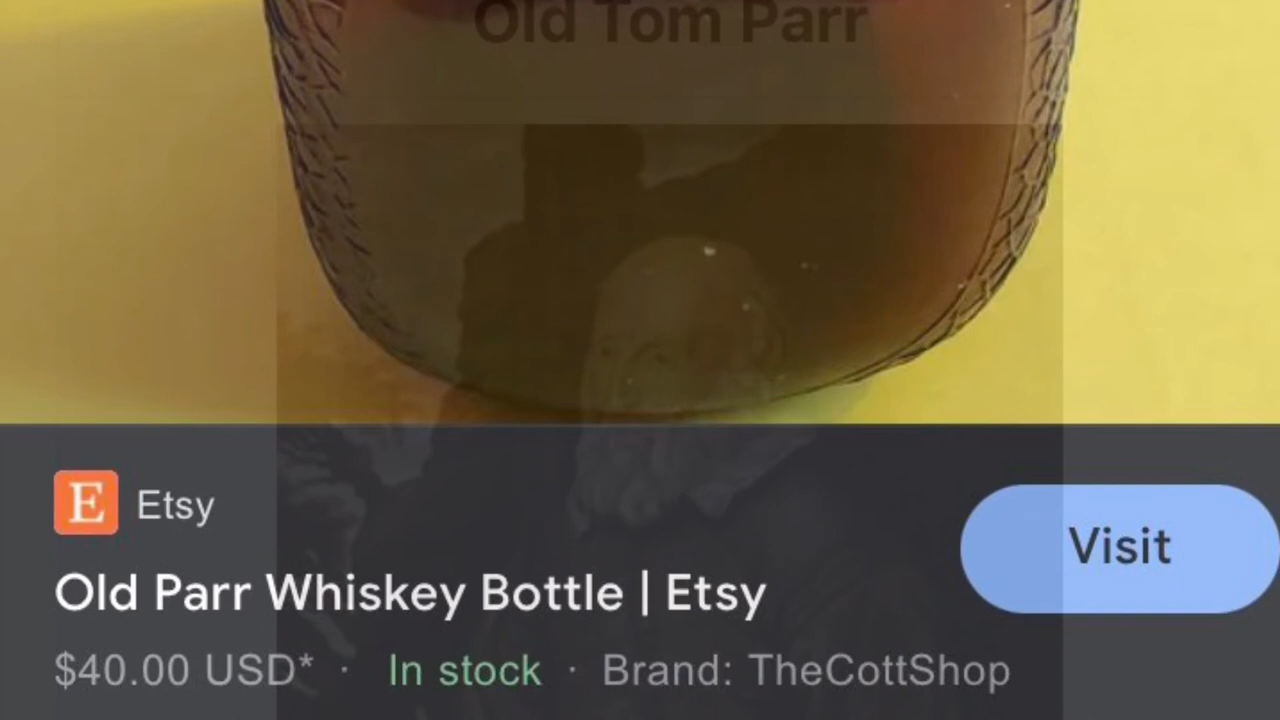 Old Tom Parr
E Etsy
Visit
Old Parr Whiskey Bottle | Etsy
$40.00 USD* · In stock · Brand: TheCottShop